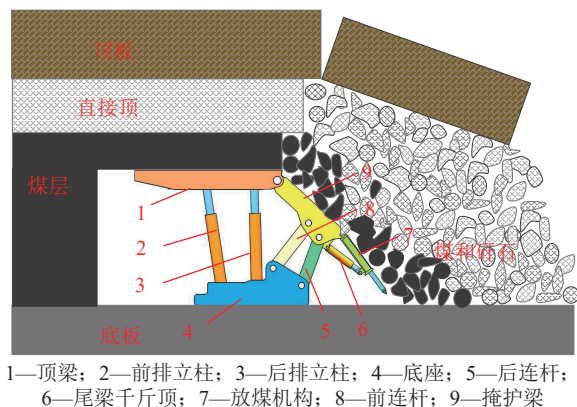 顶板
直接顶
煤层
9
1
8
2
7
煤和矸石
3
4
5
6
底板
1—顶梁；2—前排立柱；3—后排立柱；4—底座；5—后连杆；
6—尾梁千斤顶；7—放煤机构；8—前连杆；9—掩护梁